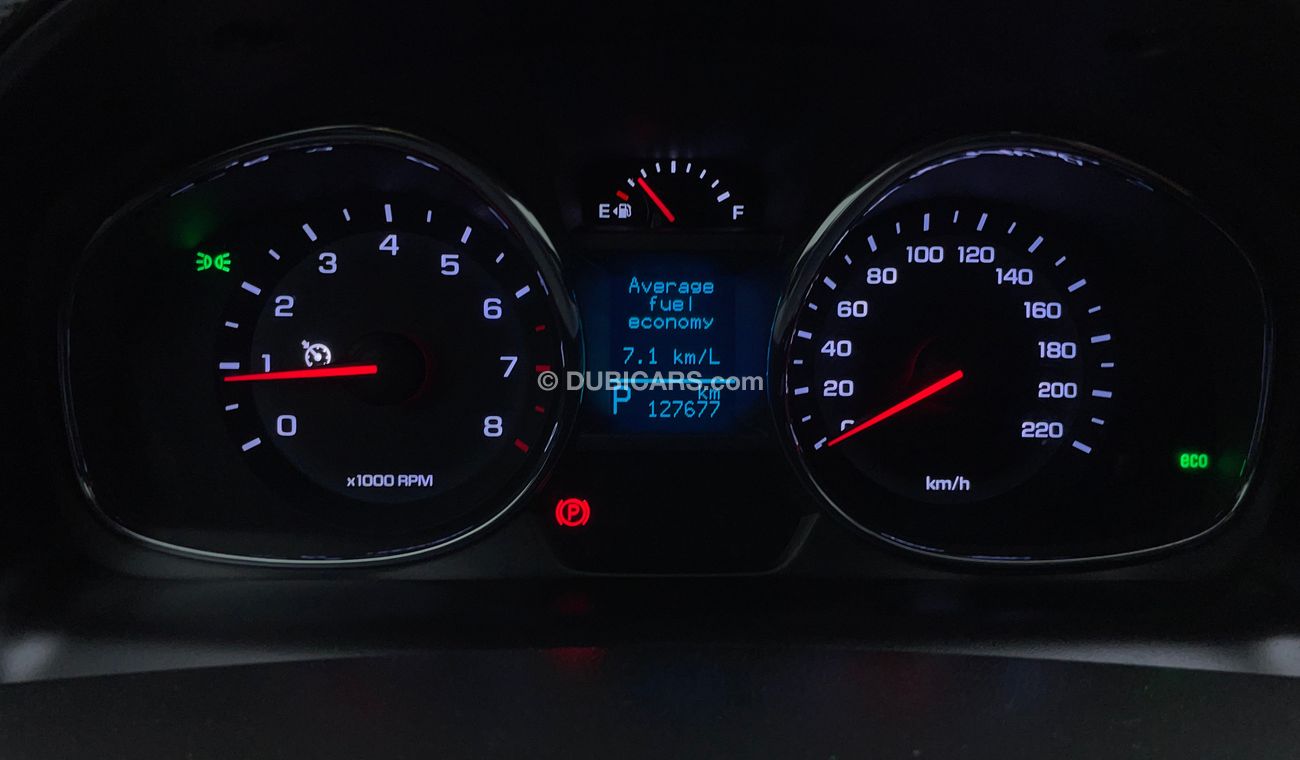 E F
0
1
2
3
4
5
6
7
8
x1000 RPM
Average
fuel
economy
7.1 km/L
© DUBICARS.com
P km
127677
P
0
20
40
60
80
100
120
140
160
180
200
220
km/h
eco